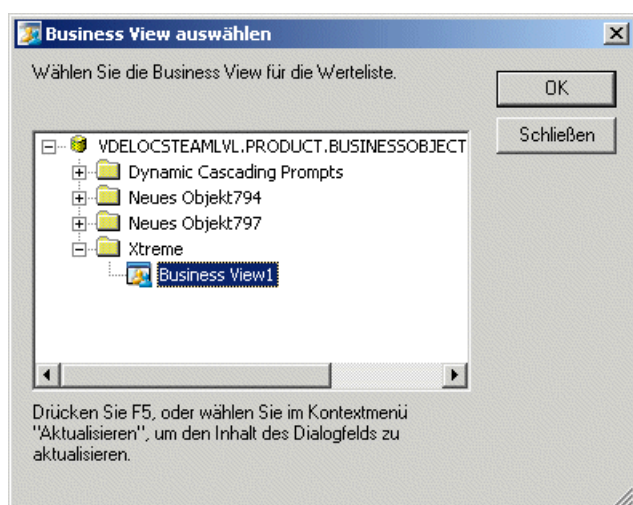 Business View auswählen
Wählen Sie die Business View für die Werteliste.
OK
Schließen
VDELOCSTEAMLVL.PRODUCT.BUSINESSOBJECT
Dynamic Cascading Prompts
Neues Objekt794
Neues Objekt797
Xtreme
Business View1
Drücken Sie F5, oder wählen Sie im Kontextmenü
"Aktualisieren", um den Inhalt des Dialogfelds zu
aktualisieren.